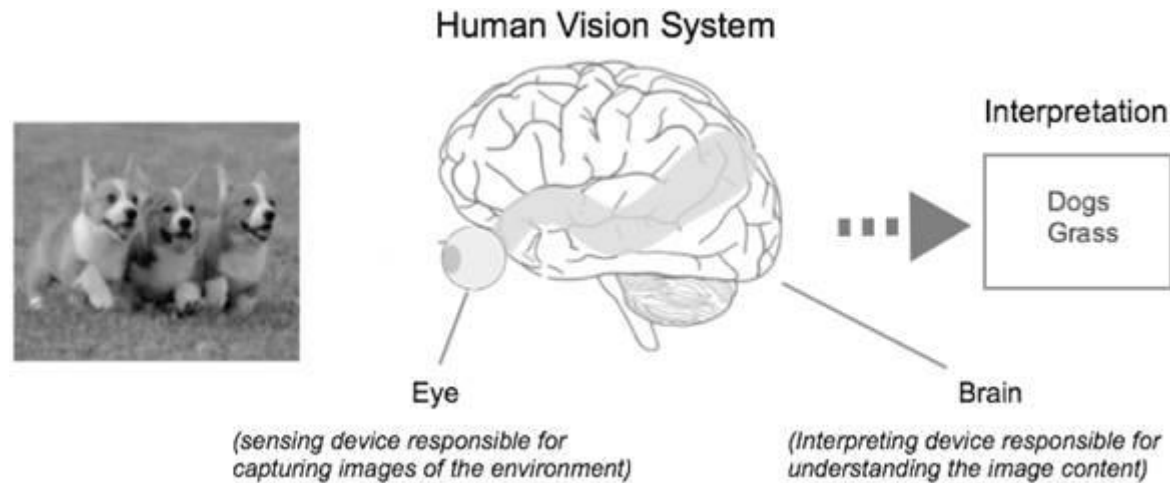 Human Vision System
Interpretation
Dogs
Grass
Eye
(sensing device responsible for
capturing images of the environment)
Brain
(Interpreting device responsible for
understanding the image content)